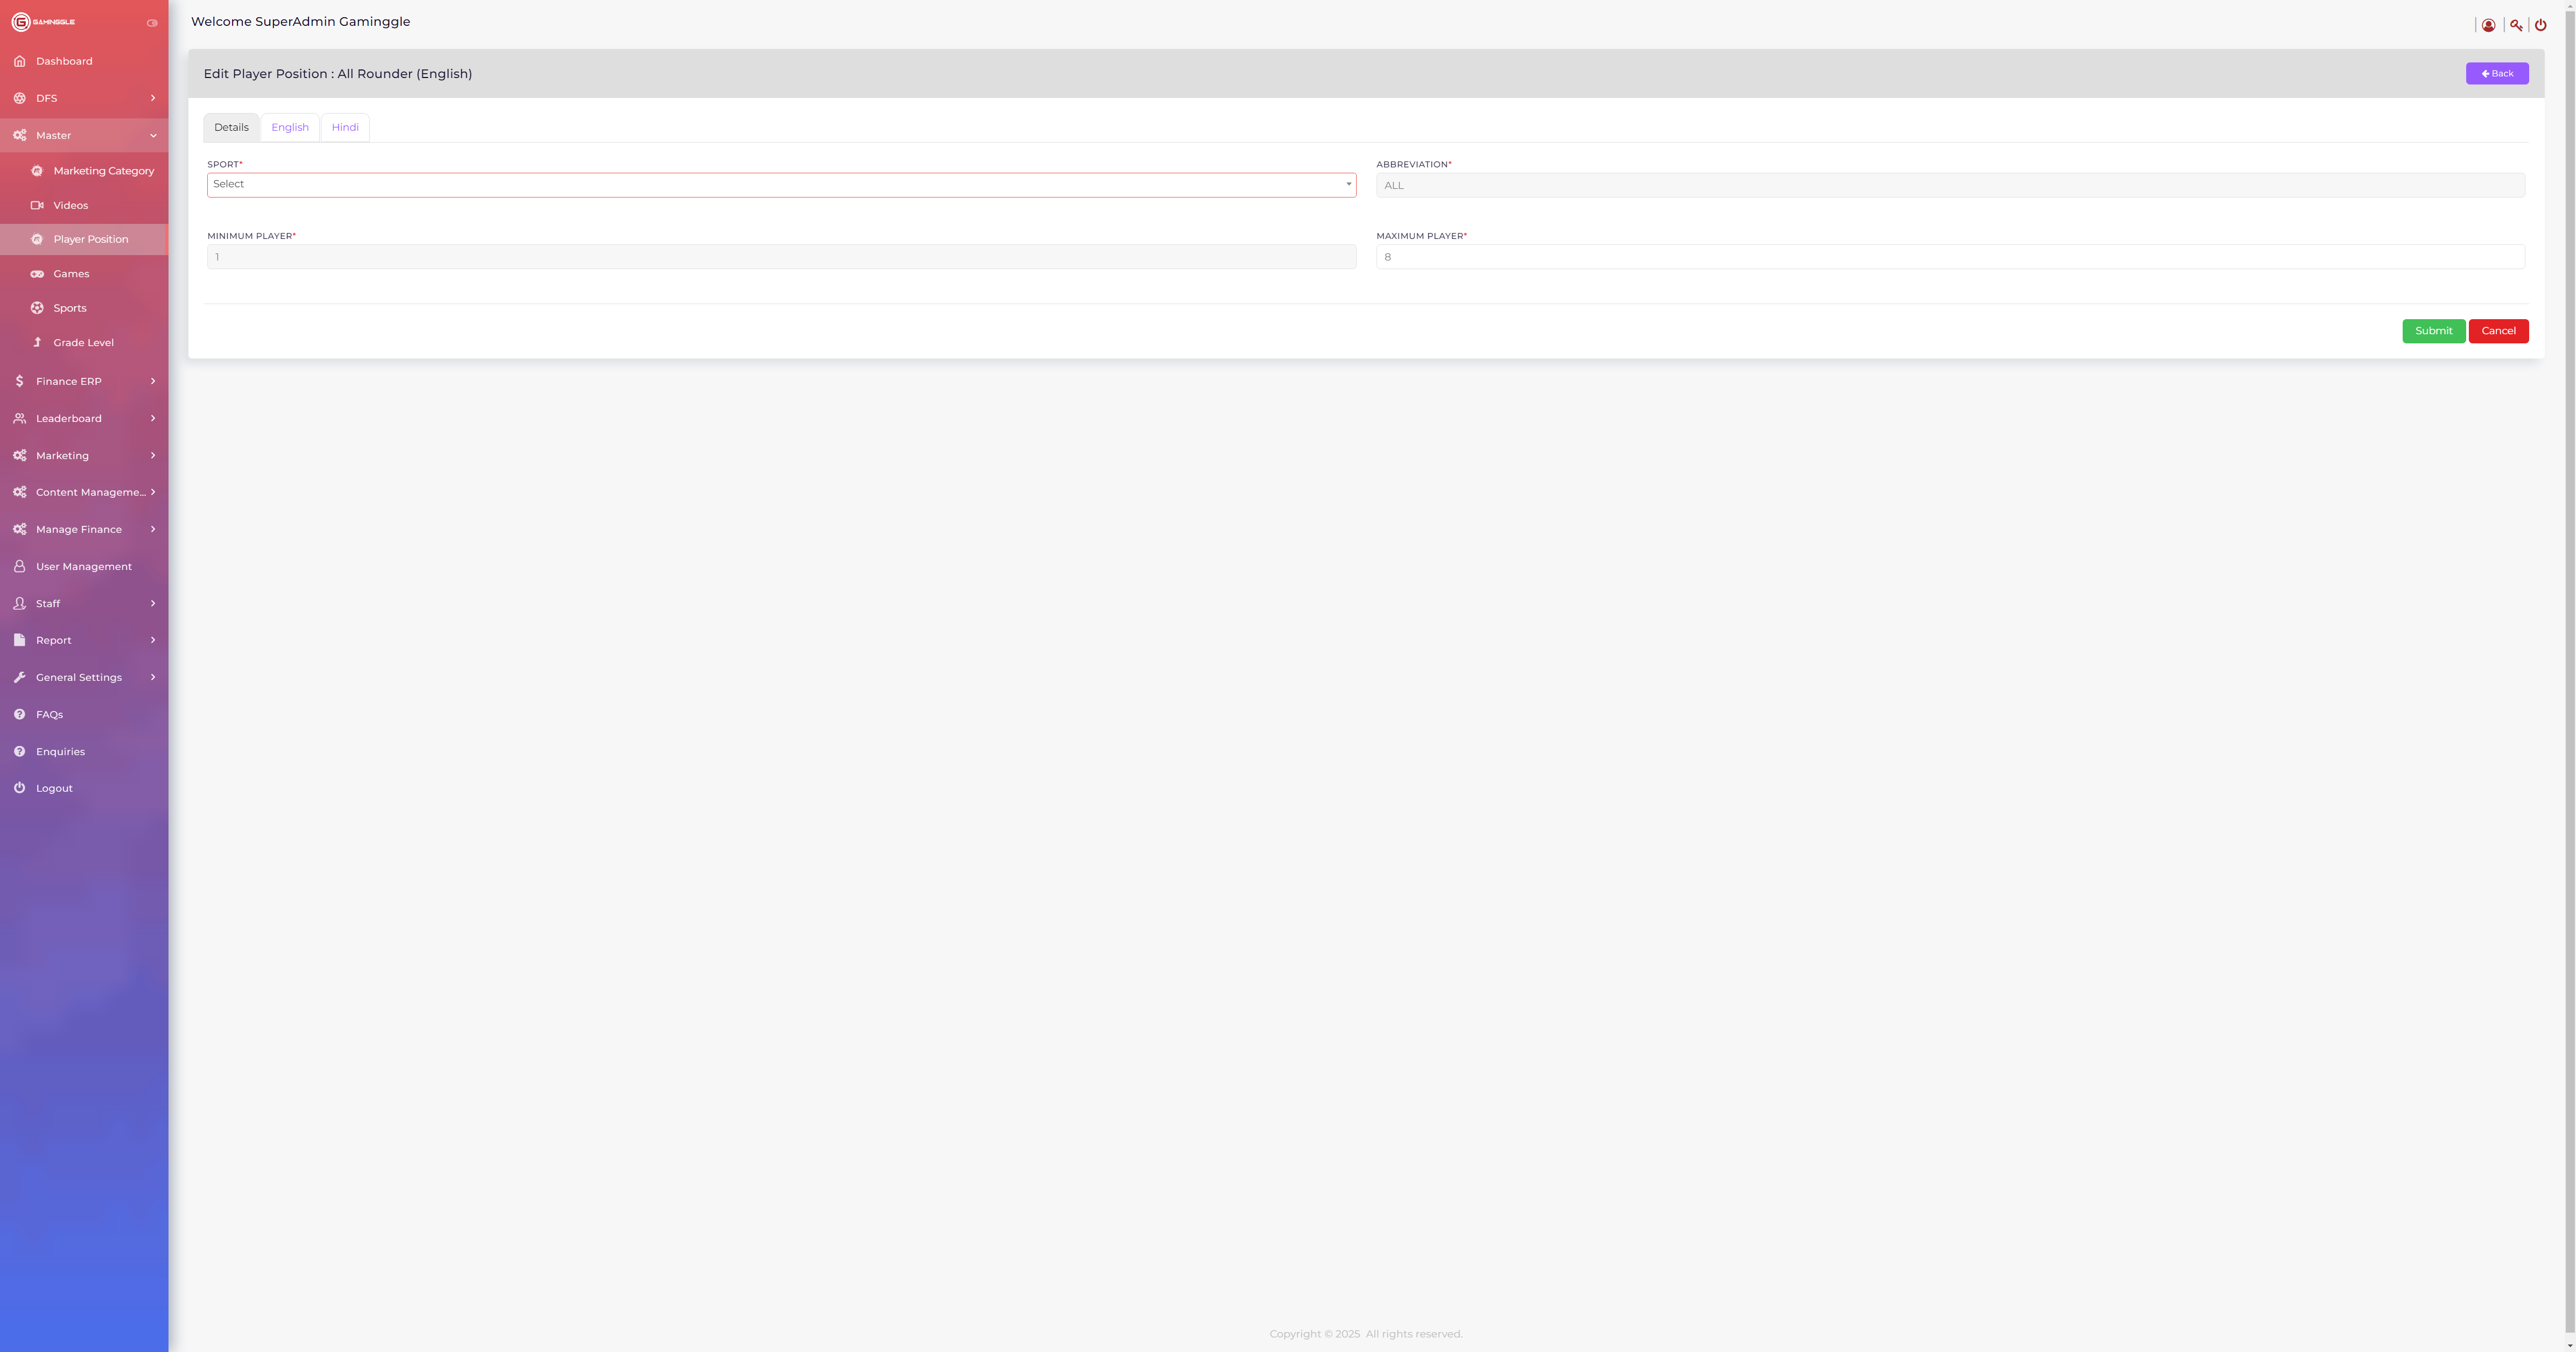 GAMINGGLE
Welcome SuperAdmin Gaminggle
Dashboard
DFS
Master
Marketing Category
Videos
Player Position
Games
Sports
Grade Level
Finance ERP
Leaderboard
Marketing
Content Manageme...
Manage Finance
User Management
Staff
Report
General Settings
FAQs
Enquiries
Logout
Edit Player Position : All Rounder (English)
Back
Details English Hindi
SPORT*
Select
ABBREVIATION*
ALL
MINIMUM PLAYER*
1
MAXIMUM PLAYER*
8
Submit Cancel
Copyright © 2025 All rights reserved.